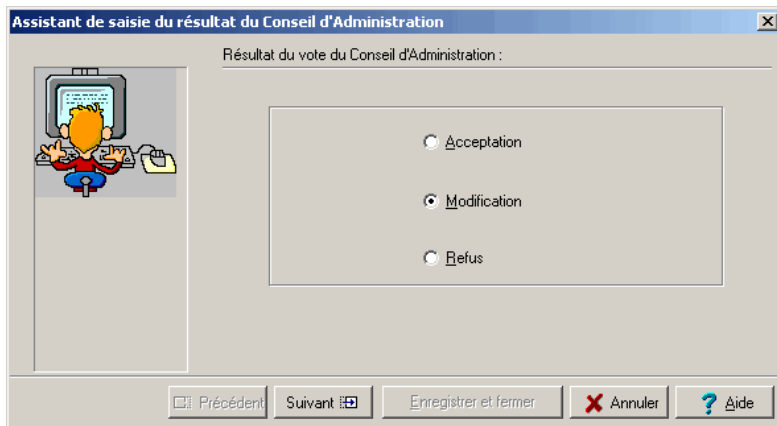 Assistant de saisie du résultat du Conseil d'Administration
Résultat du vote du Conseil d'Administration :
Acceptation
Modification
Refus
Précédent
Suivant
Enregistrer et fermer
Annuler
Aide